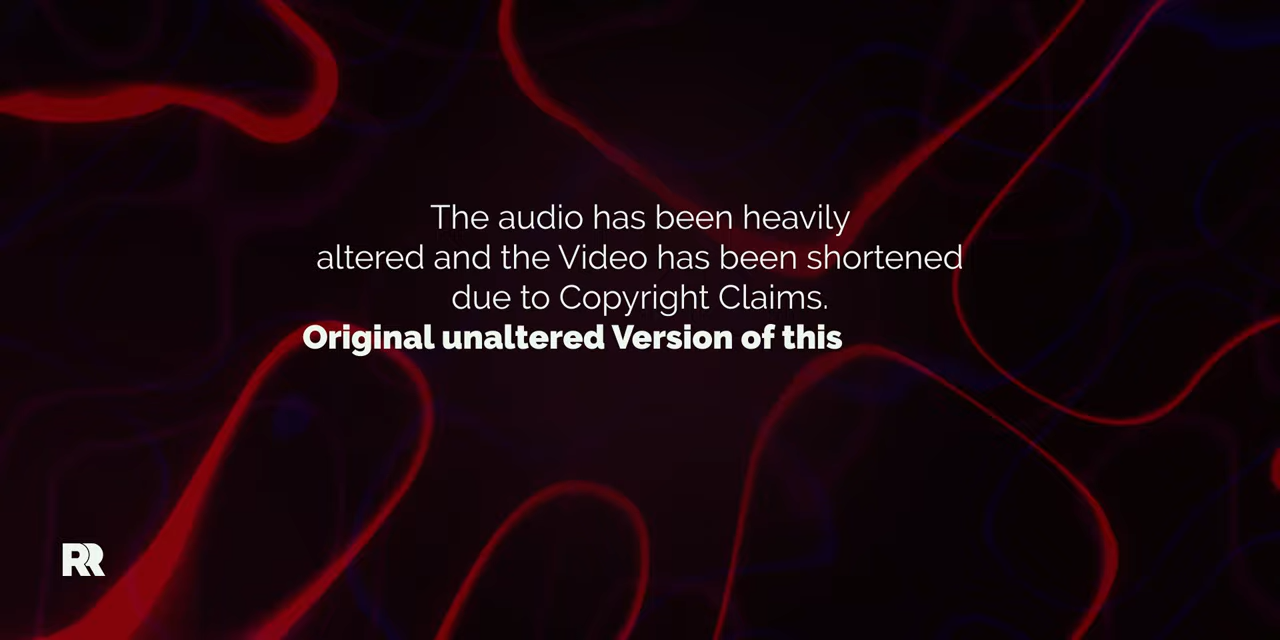 The audio has been heavily
altered and the Video has been shortened
due to Copyright Claims.
Original unaltered Version of this
RR